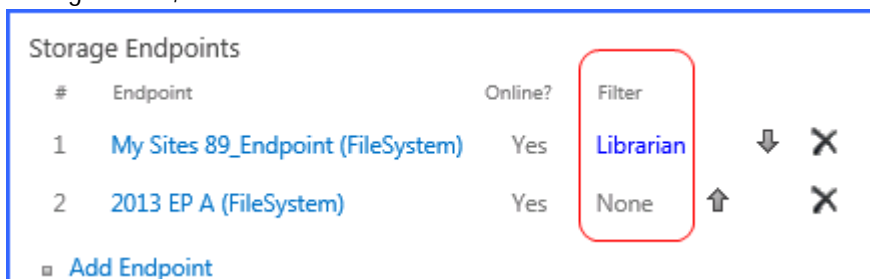 Storage Endpoints
# Endpoint Online? Filter
1 My Sites 89_Endpoint (FileSystem) Yes Librarian
2 2013 EP A (FileSystem) Yes None
Add Endpoint